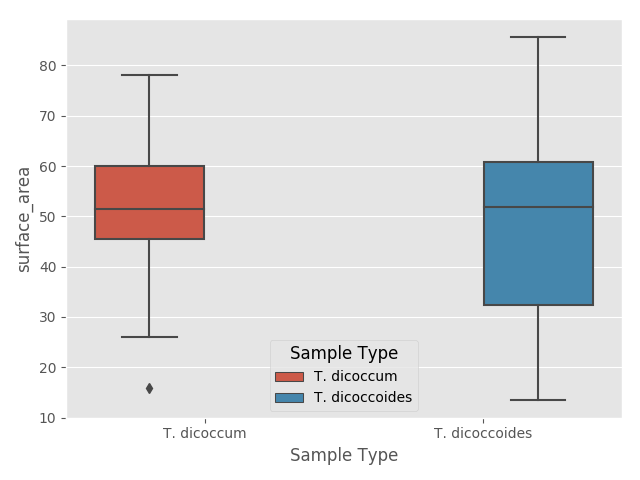 80
70
60
50
40
30
20
10
surface_area
Sample Type
T. dicoccum
T. dicoccoides
T. dicoccum
T. dicoccoides
Sample Type